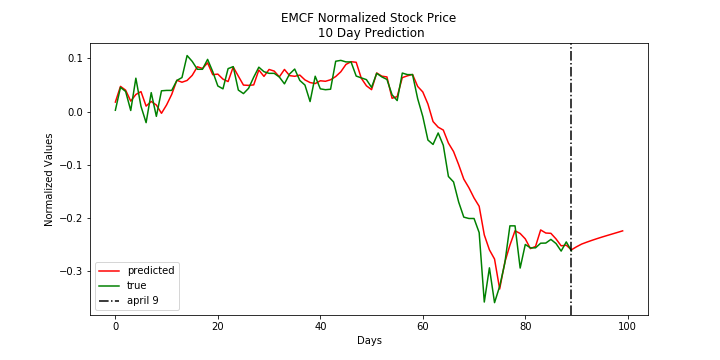 EMCF Normalized Stock Price
10 Day Prediction
Normalized Values
0.1
0.0
−0.1
−0.2
−0.3
predicted
true
april 9
0
20
40
60
80
100
Days